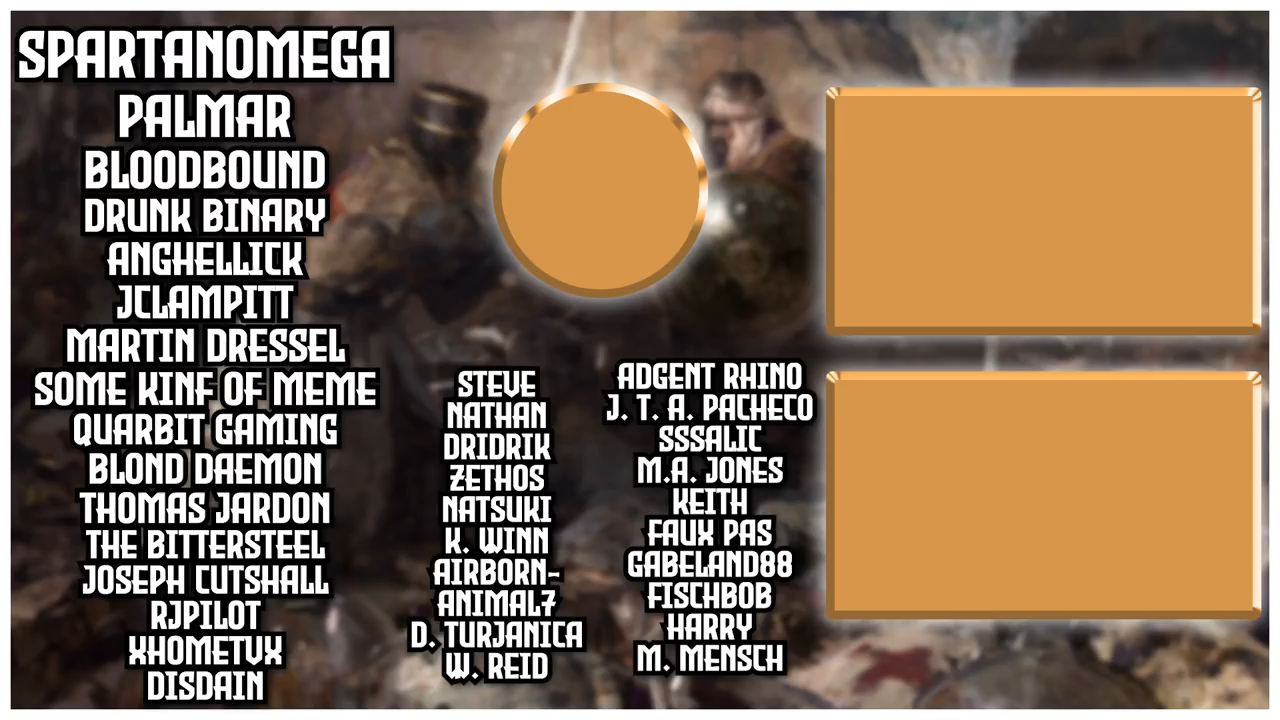 SPARTANOMEGA
PALMAR
BLOODBOUND
DRUNK BINARY
ANGHELLICK
JCLAMPITT
MARTIN DRESSEL
SOME KINF OF MEME
QUARBIT GAMING
BLOND DAEMON
THOMAS JARDON
THE BITTERSTEEL
JOSEPH CUTSHALL
RJPILOT
XHOMETVX
DISDAIN
STEVE
NATHAN
DRIDRIK
ZETHOS
NATSUKI
K. WINN
AIRBORN-
ANIMAL7
D. TURJANICA
W. REID
ADGENT RHINO
J. T. A. PACHECO
SSSALIC
M.A. JONES
KEITH
FAUX PAS
GABELAND88
FISCHBOB
HARRY
M. MENSCH